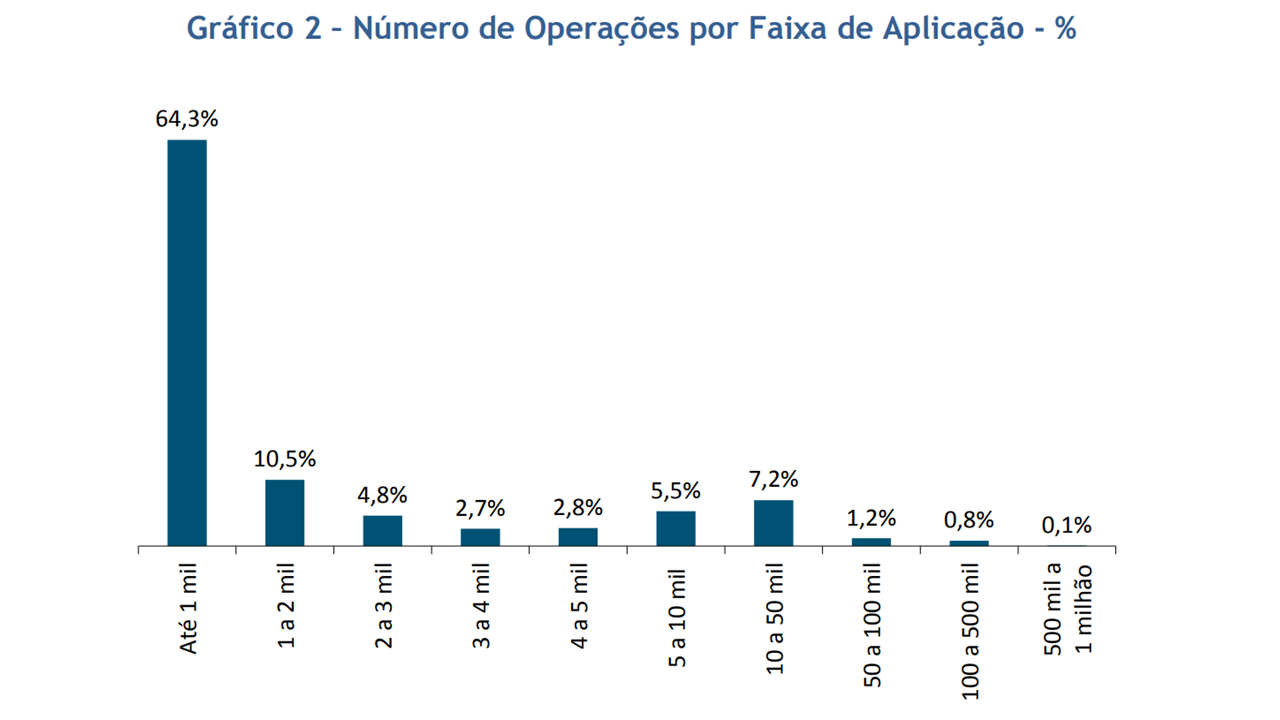 Gráfico 2 – Número de Operações por Faixa de Aplicação - %
64,3%
10,5%
4,8%
2,7%
2,8%
5,5%
7,2%
1,2%
0,8%
0,1%
Até 1 mil
1 a 2 mil
2 a 3 mil
3 a 4 mil
4 a 5 mil
5 a 10 mil
10 a 50 mil
50 a 100 mil
100 a 500 mil
500 mil a
1 milhão